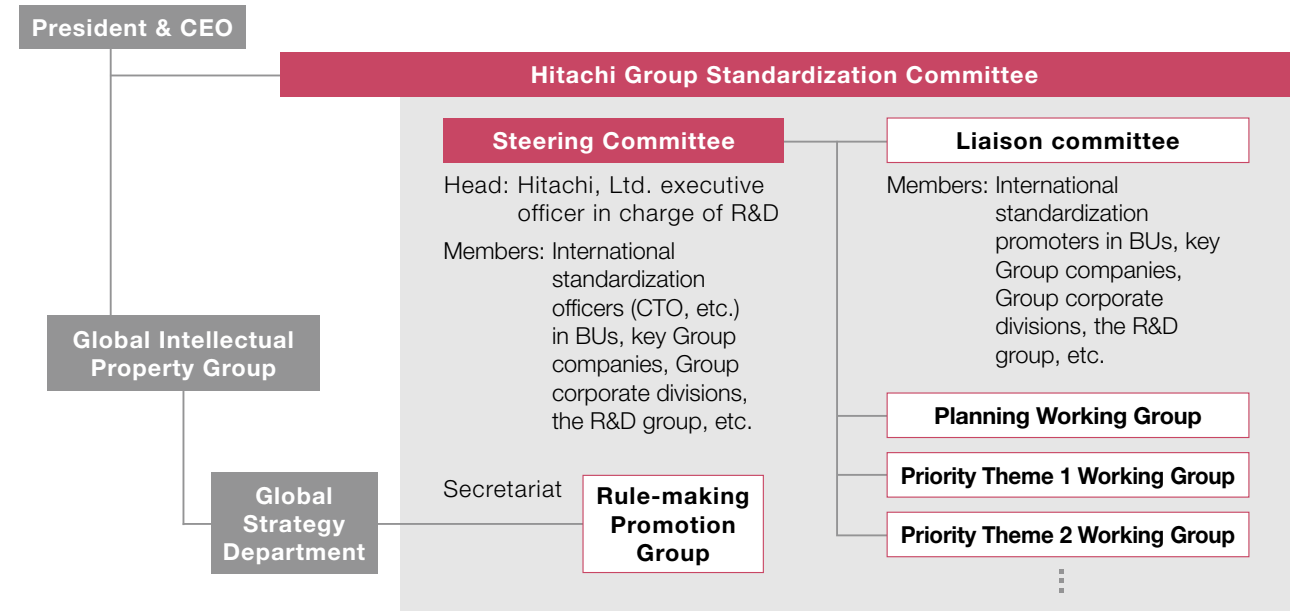 President & CEO
Hitachi Group Standardization Committee
Steering Committee
Head: Hitachi, Ltd. executive
officer in charge of R&D
Members: International
standardization
officers (CTO, etc.)
in BUs, key Group
companies, Group
corporate divisions,
the R&D group, etc.
Liaison committee
Members: International
standardization
promoters in BUs, key
Group companies,
Group corporate
divisions, the R&D
group, etc.
Global Intellectual
Property Group
Planning Working Group
Priority Theme 1 Working Group
Priority Theme 2 Working Group
Global
Strategy
Department
Secretariat
Rule-making
Promotion
Group